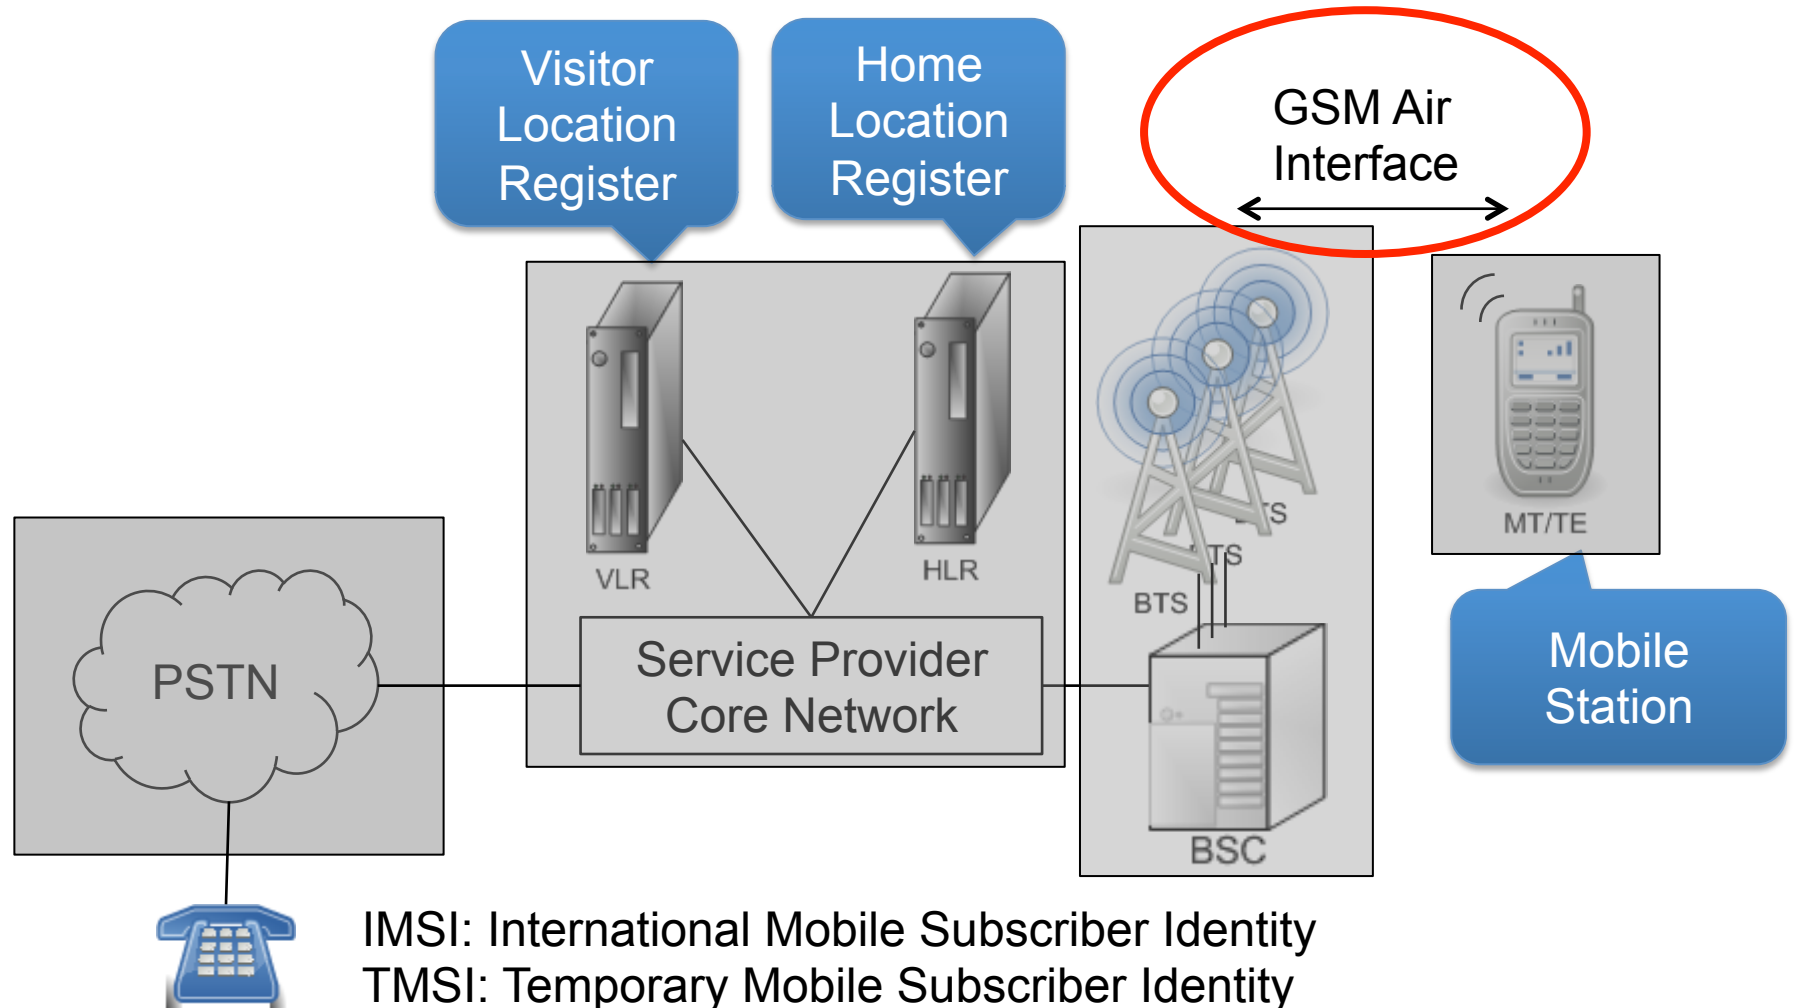 Visitor
Location
Register
Home
Location
Register
GSM Air
Interface
VLR
HLR
BTS
MT/TE
PSTN
Service Provider
Core Network
Mobile
Station
BSC
IMSI: International Mobile Subscriber Identity
TMSI: Temporary Mobile Subscriber Identity